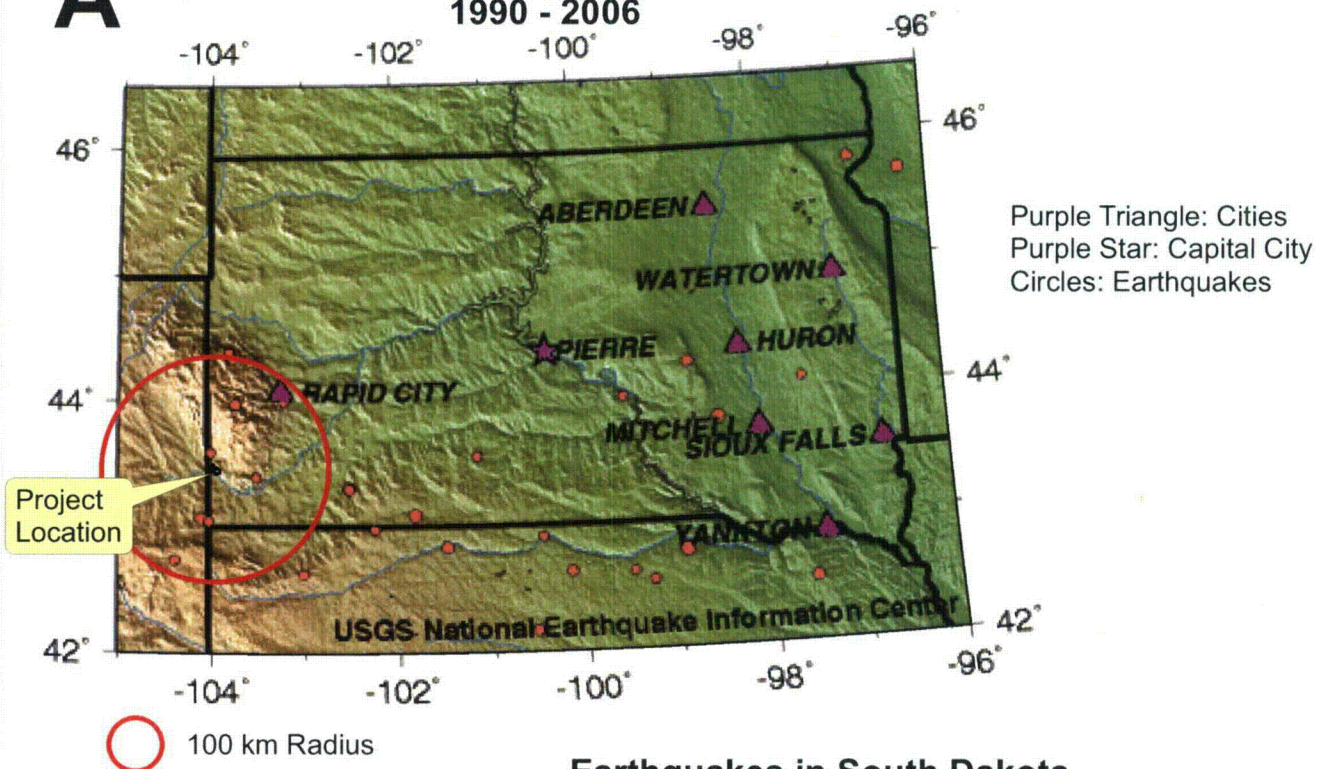 A
1990 - 2006
-104°
-102°
-100°
-98°
-96°
46°
46°
ABERDEEN
Purple Triangle: Cities
Purple Star: Capital City
Circles: Earthquakes
WATERTOWN
PIERRE
HURON
44°
RAPID CITY
44°
MITCHELL
SIOUX FALLS
Project
Location
YANKTON
USGS National Earthquake Information Center
42°
42°
-104°
-102°
-100°
-98°
-96°
100 km Radius
Earthquakes in South Dakota